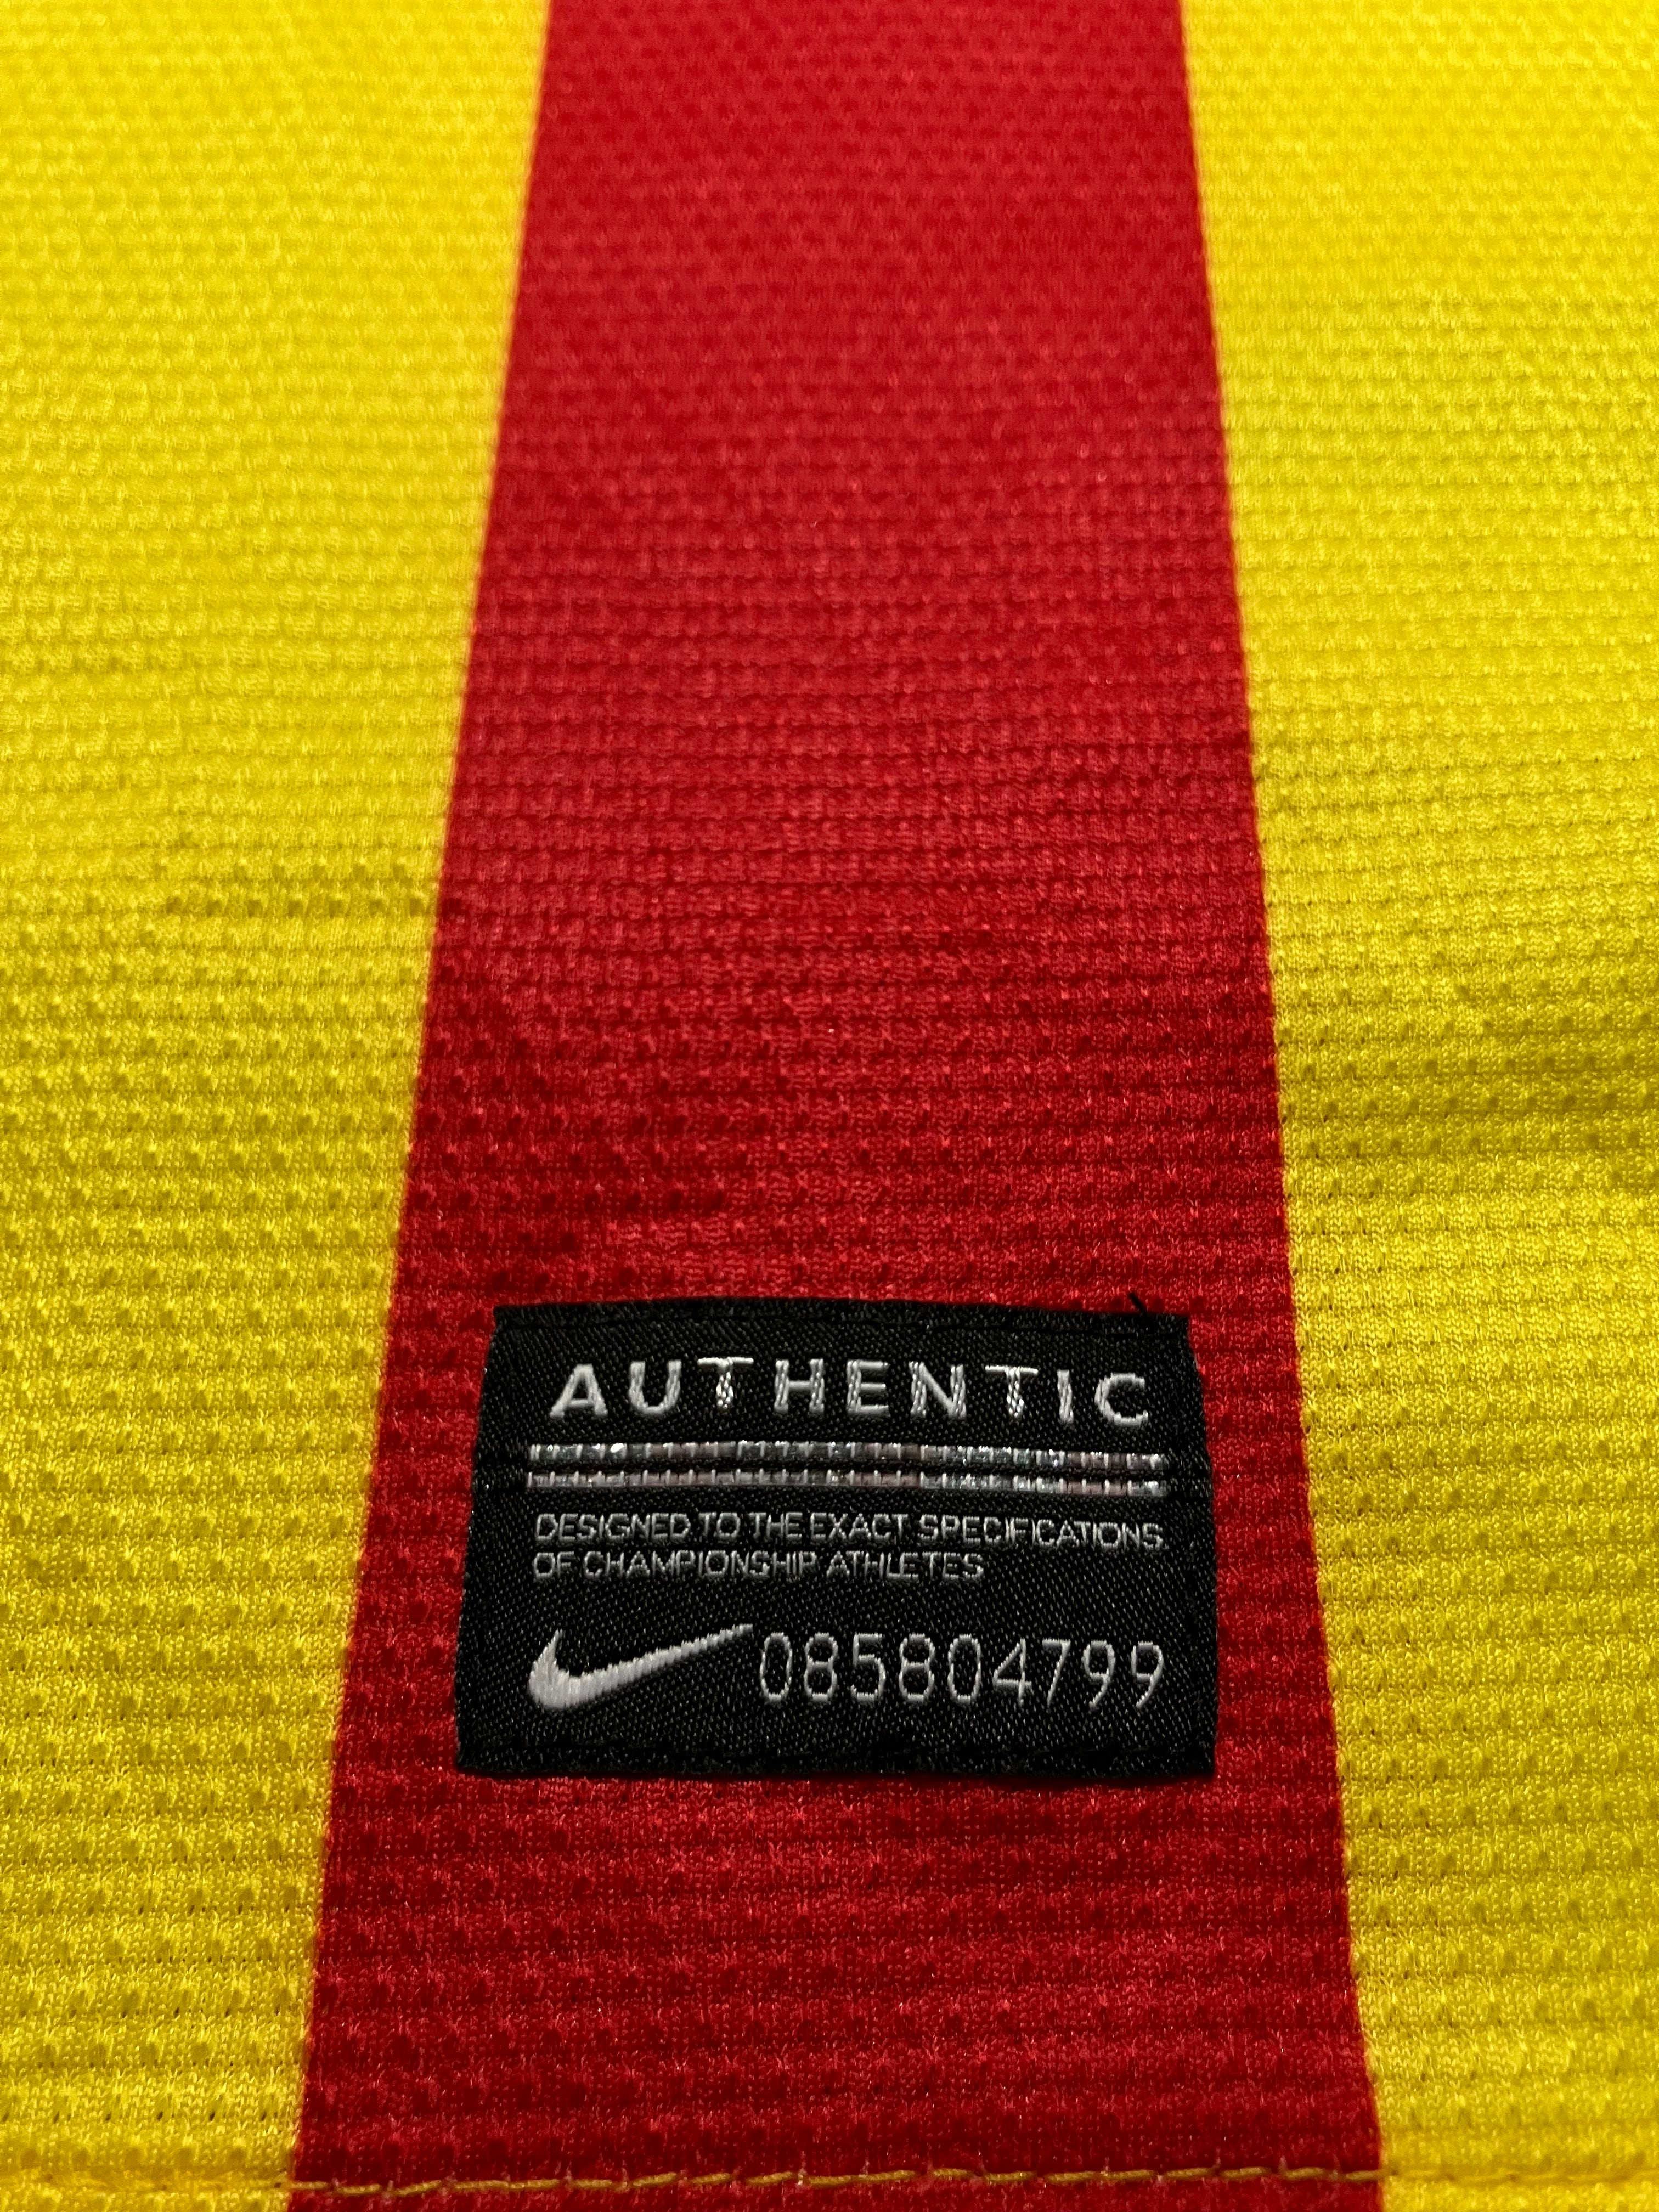 AUTHENTIC
DESIGNED TO THE EXACT SPECIFICATIONS
OF CHAMPIONSHIP ATHLETES
085804799